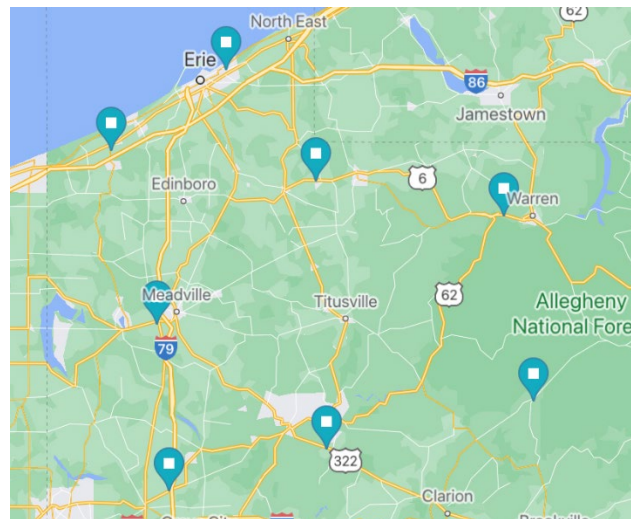 North East
62
Erie
86
Jamestown
Edinboro
6
Warren
62
Meadville
Titusville
Allegheny
National Fore
79
322
Clarion